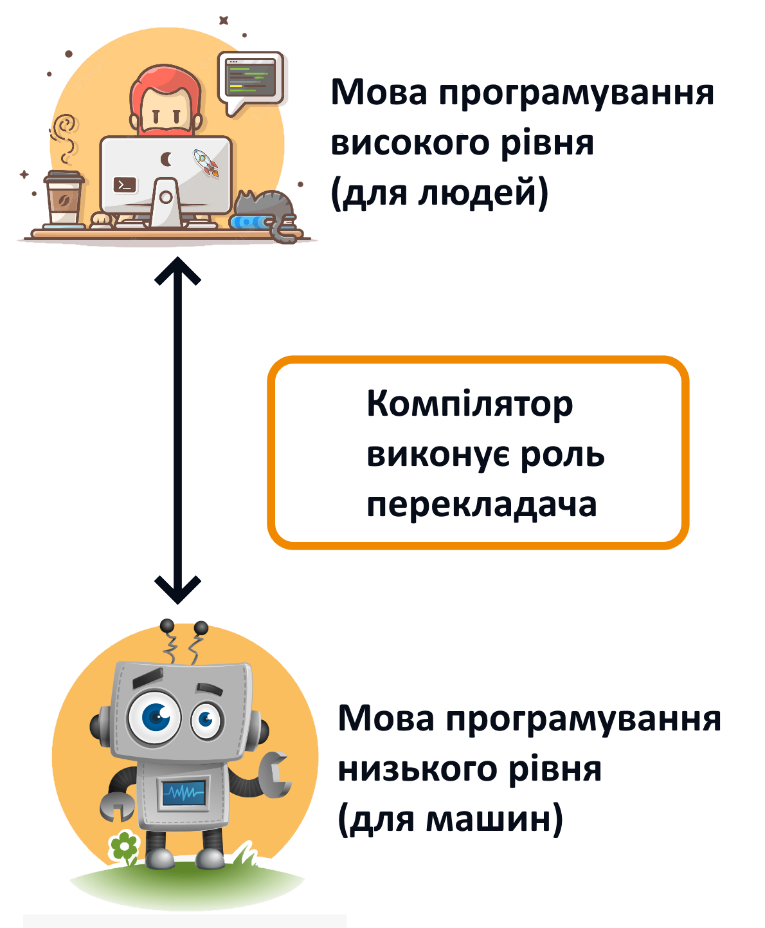 Мова програмування
високого рівня
(для людей)
Компілятор
виконує роль
перекладача
Мова програмування
низького рівня
(для машин)